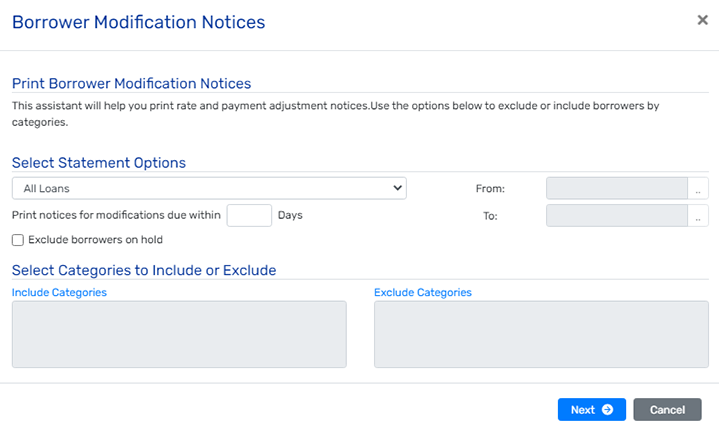 Borrower Modification Notices
Print Borrower Modification Notices
This assistant will help you print rate and payment adjustment notices.Use the options below to exclude or include borrowers by
categories.
Select Statement Options
All Loans
From:
..
Print notices for modifications due within Days
To:
..
Exclude borrowers on hold
Select Categories to Include or Exclude
Include Categories
Exclude Categories
Next
Cancel